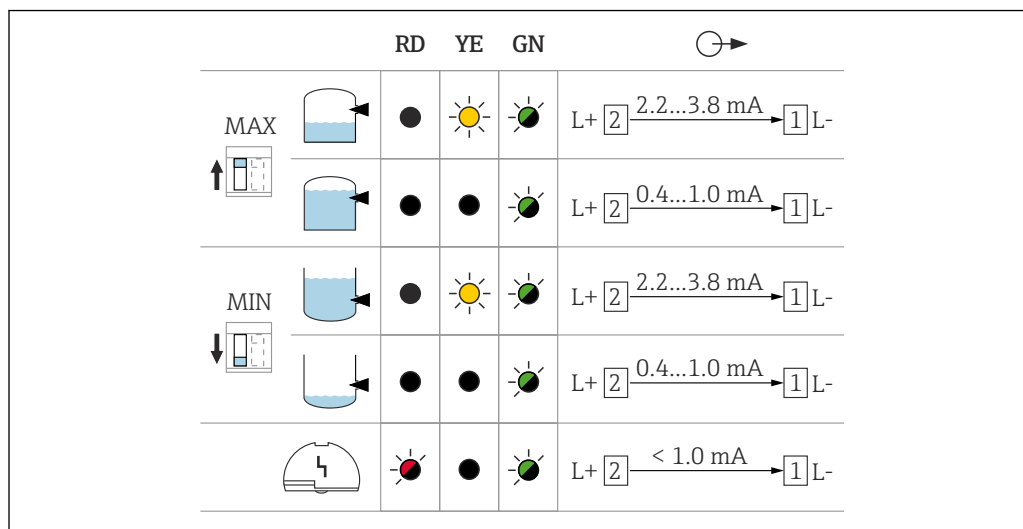 RD YE GN
MAX
L+ 2 2.2...3.8 mA 1 L-
L+ 2 0.4...1.0 mA 1 L-
MIN
L+ 2 2.2...3.8 mA 1 L-
L+ 2 0.4...1.0 mA 1 L-
L+ 2 < 1.0 mA 1 L-